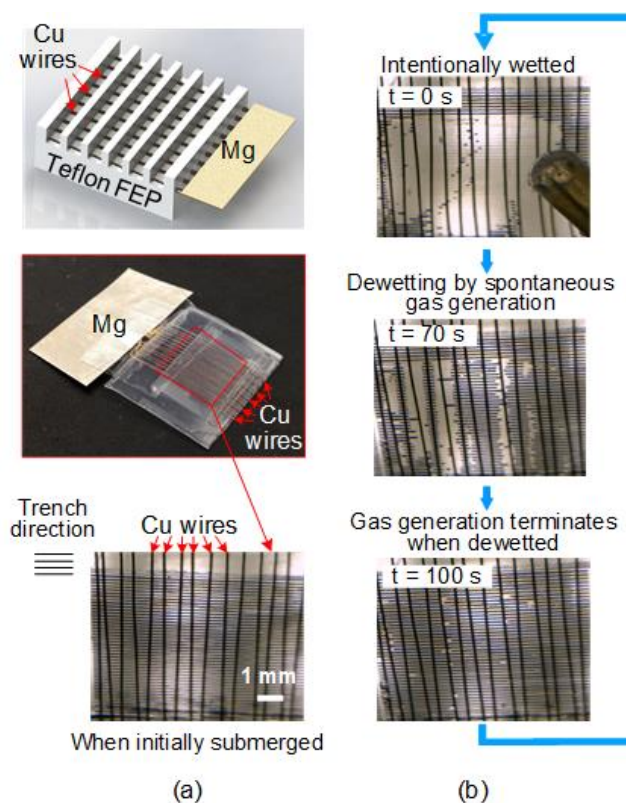 Cu
wires
Mg
Teflon FEP
Mg
Cu
wires
Trench
direction
Cu wires
1 mm
When initially submerged
(a)
Intentionally wetted
t = 0 s
Dewetting by spontaneous
gas generation
t = 70 s
Gas generation terminates
when dewetted
t = 100 s
(b)